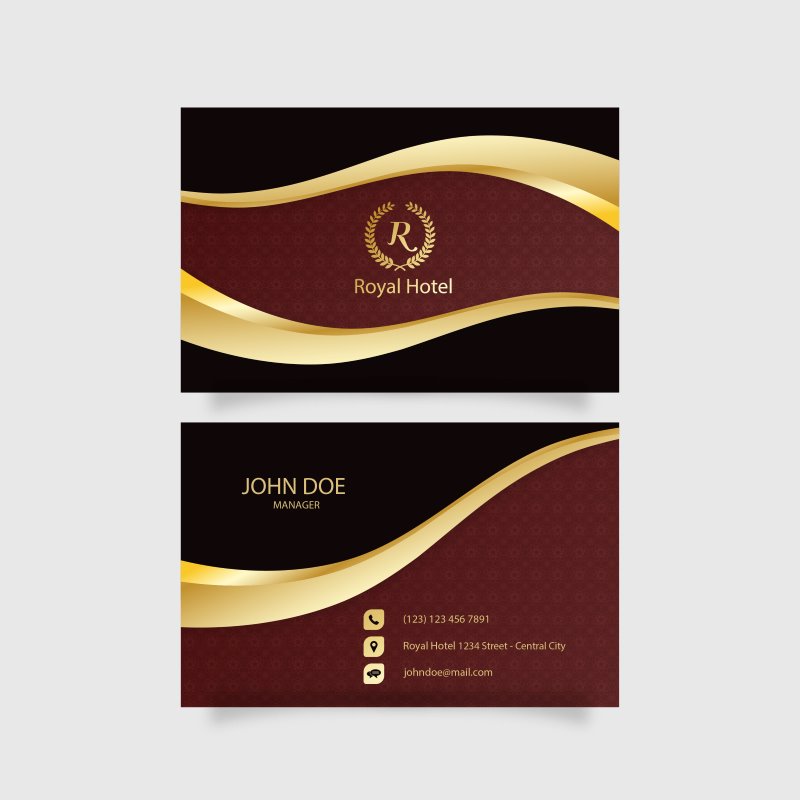 R
Royal Hotel
JOHN DOE
MANAGER
(123) 123 456 7891
Royal Hotel 1234 Street - Central City
johndoe@mail.com